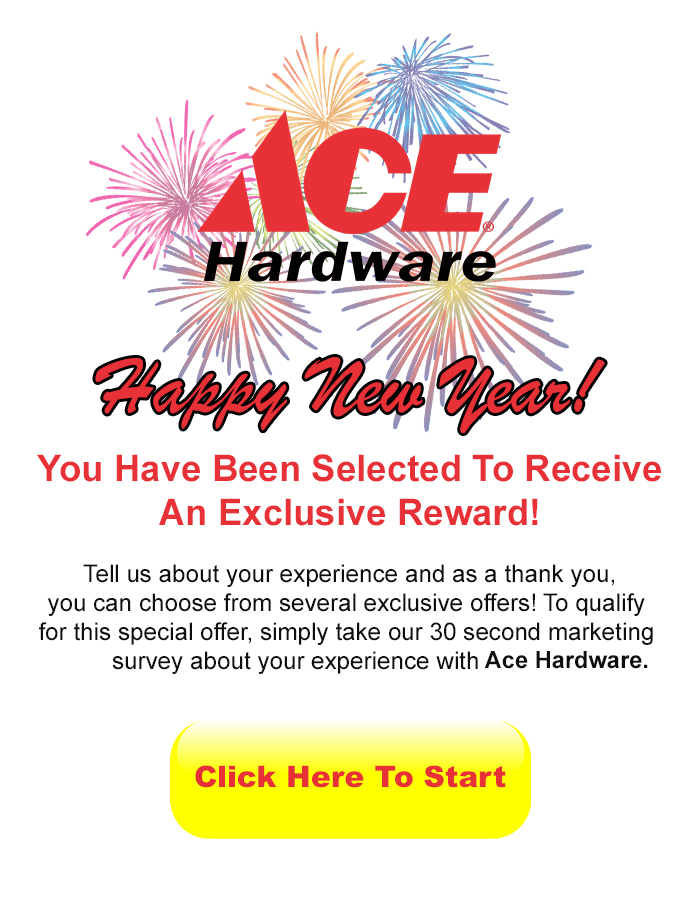 ACE®
Hardware
Happy New Year!
You Have Been Selected To Receive
An Exclusive Reward!
Tell us about your experience and as a thank you,
you can choose from several exclusive offers! To qualify
for this special offer, simply take our 30 second marketing
survey about your experience with Ace Hardware.
Click Here To Start